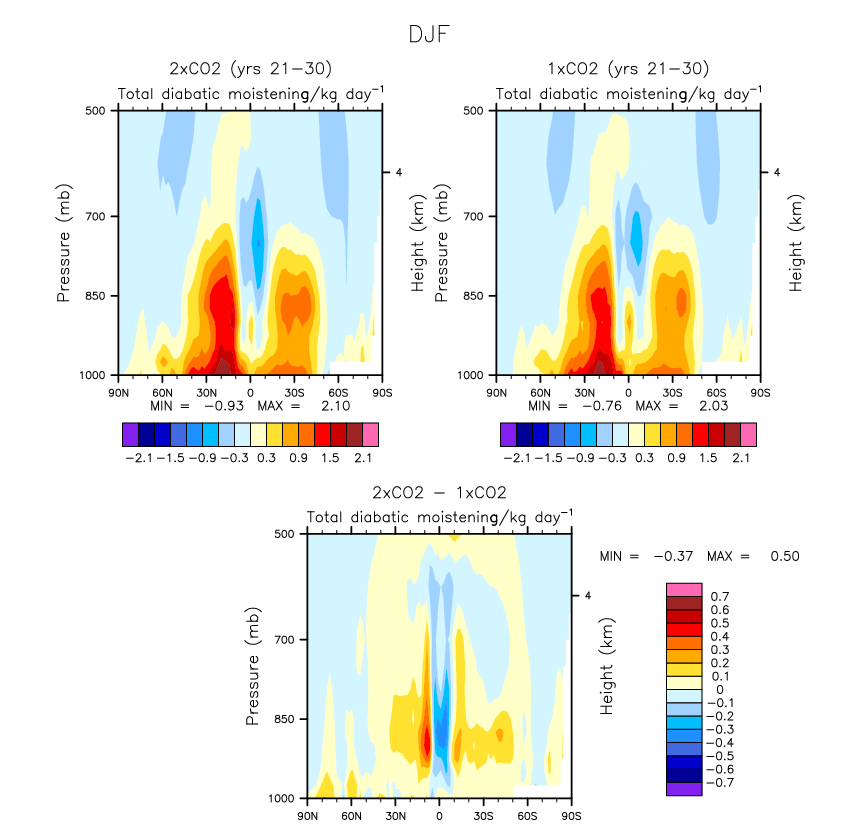 DJF
2xCO2 (yrs 21-30)
Total diabatic moisteningg/kg day-1
500
700
850
1000
Pressure (mb)
4
Height (km)
90N 60N 30N 0 30S 60S 90S
MIN = -0.93 MAX = 2.10
-2.1 -1.5 -0.9 -0.3 0.3 0.9 1.5 2.1
1xCO2 (yrs 21-30)
Total diabatic moisteningg/kg day-1
500
700
850
1000
Pressure (mb)
4
Height (km)
90N 60N 30N 0 30S 60S 90S
MIN = -0.76 MAX = 2.03
-2.1 -1.5 -0.9 -0.3 0.3 0.9 1.5 2.1
2xCO2 - 1xCO2
Total diabatic moisteningg/kg day-1
500
700
850
1000
Pressure (mb)
4
Height (km)
90N 60N 30N 0 30S 60S 90S
MIN = -0.37 MAX = 0.50
0.7
0.6
0.5
0.4
0.3
0.2
0.1
0
-0.1
-0.2
-0.3
-0.4
-0.5
-0.6
-0.7